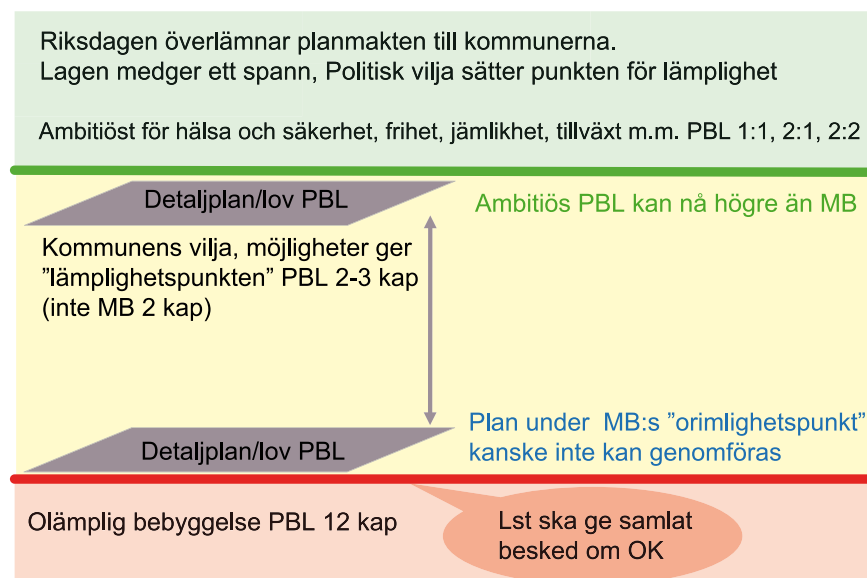 Riksdagen överlämnar planmakten till kommunerna.
Lagen medger ett spann, Politisk vilja sätter punkten för lämplighet
Ambitiöst för hälsa och säkerhet, frihet, jämlikhet, tillväxt m.m. PBL 1:1, 2:1, 2:2
Detaljplan/lov PBL
Ambitiös PBL kan nå högre än MB
Kommunens vilja, möjligheter ger
”lämplighetspunkten” PBL 2-3 kap
(inte MB 2 kap)
Detaljplan/lov PBL
Plan under MB:s ”orimlighetspunkt”
kanske inte kan genomföras
Olämplig bebyggelse PBL 12 kap
Lst ska ge samlat
besked om OK